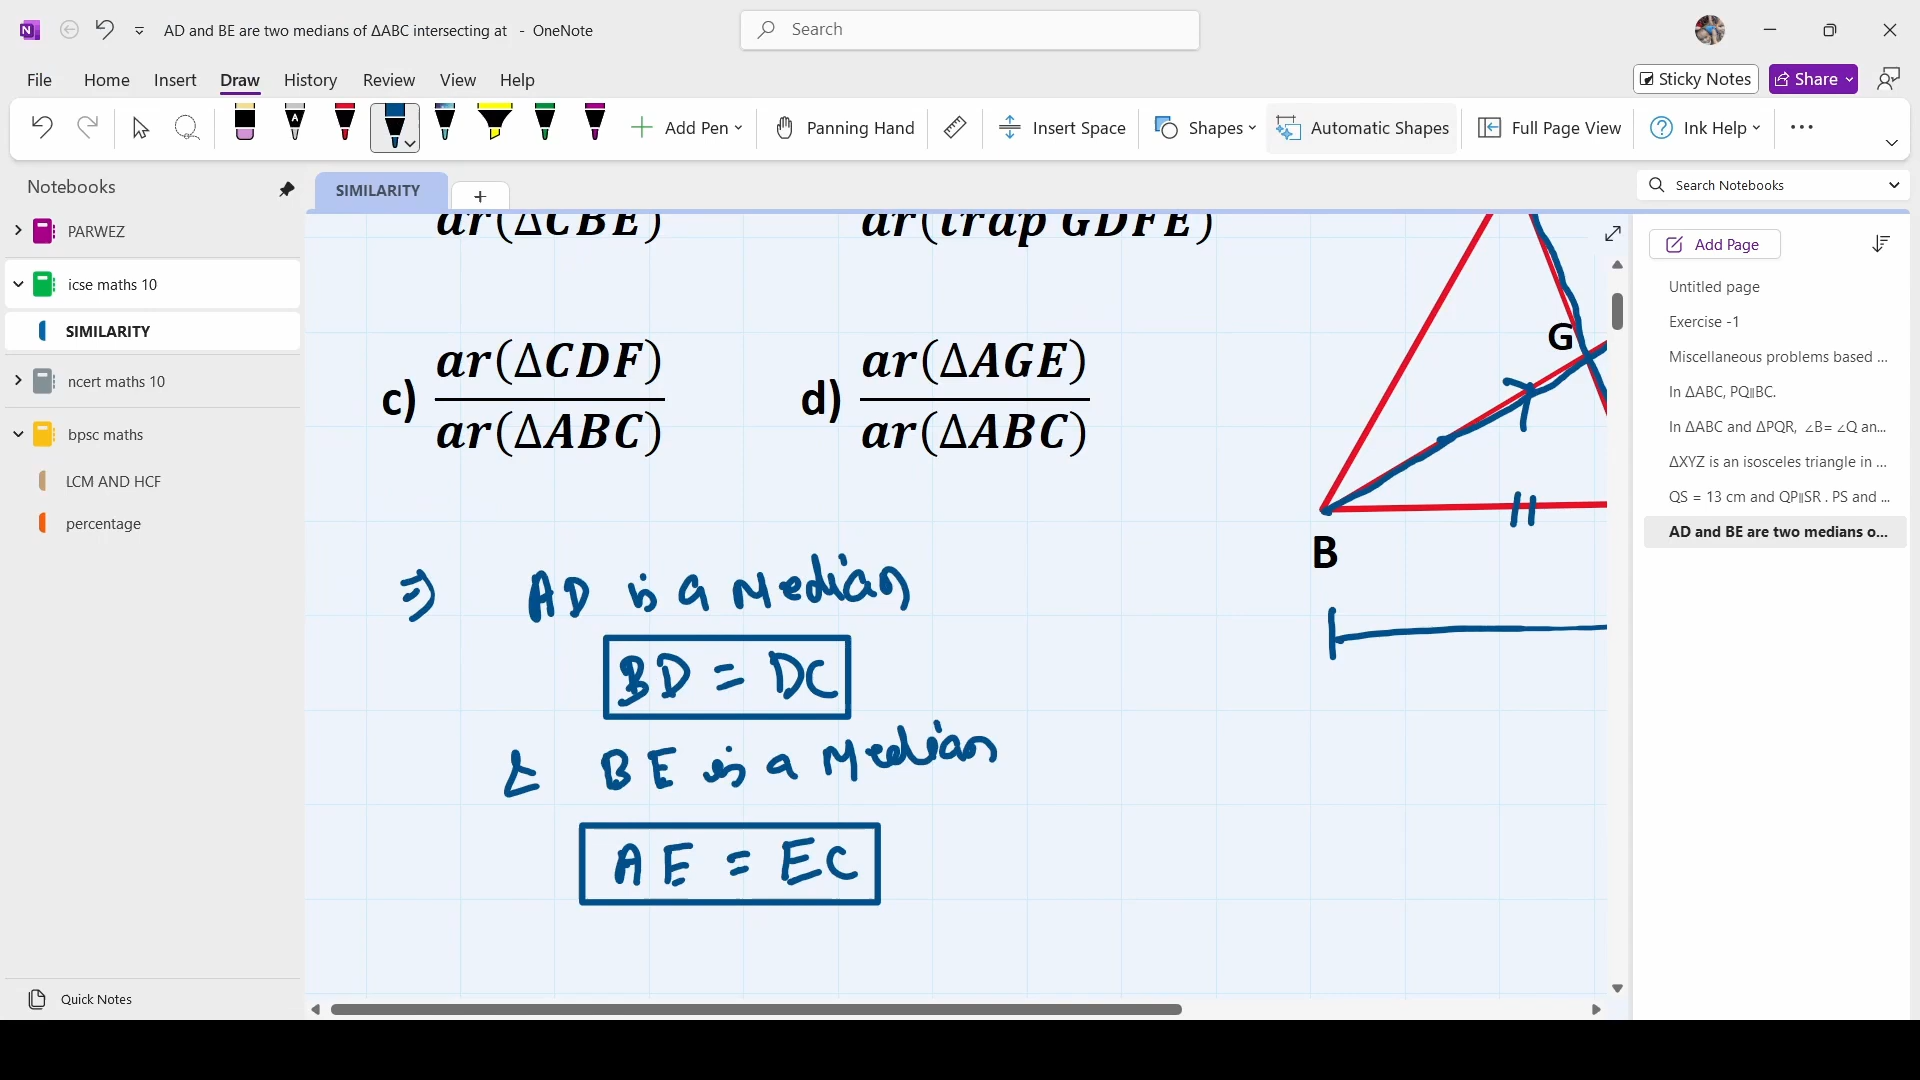 AD and BE are two medians of ΔABC intersecting at - OneNote
Search
File Home Insert Draw History Review View Help
Sticky Notes Share
Add Pen Panning Hand Insert Space Shapes Automatic Shapes Full Page View Ink Help
Notebooks
SIMILARITY
Search Notebooks
PARWEZ
icse maths 10
SIMILARITY
ncert maths 10
bpsc maths
LCM AND HCF
percentage
Quick Notes
ar(ΔCBE) ar(trap GDFE)
c) ar(ΔCDF) / ar(ΔABC) d) ar(ΔAGE) / ar(ΔABC)
G
B
⇒ AD is a Median
BD = DC
& BE is a Median
AE = EC
Add Page
Untitled page
Exercise -1
Miscellaneous problems based ...
In ΔABC, PQ∥BC.
In ΔABC and ΔPQR, ∠B= ∠Q an...
ΔXYZ is an isosceles triangle in ...
QS = 13 cm and QP∥SR . PS and ...
AD and BE are two medians o...